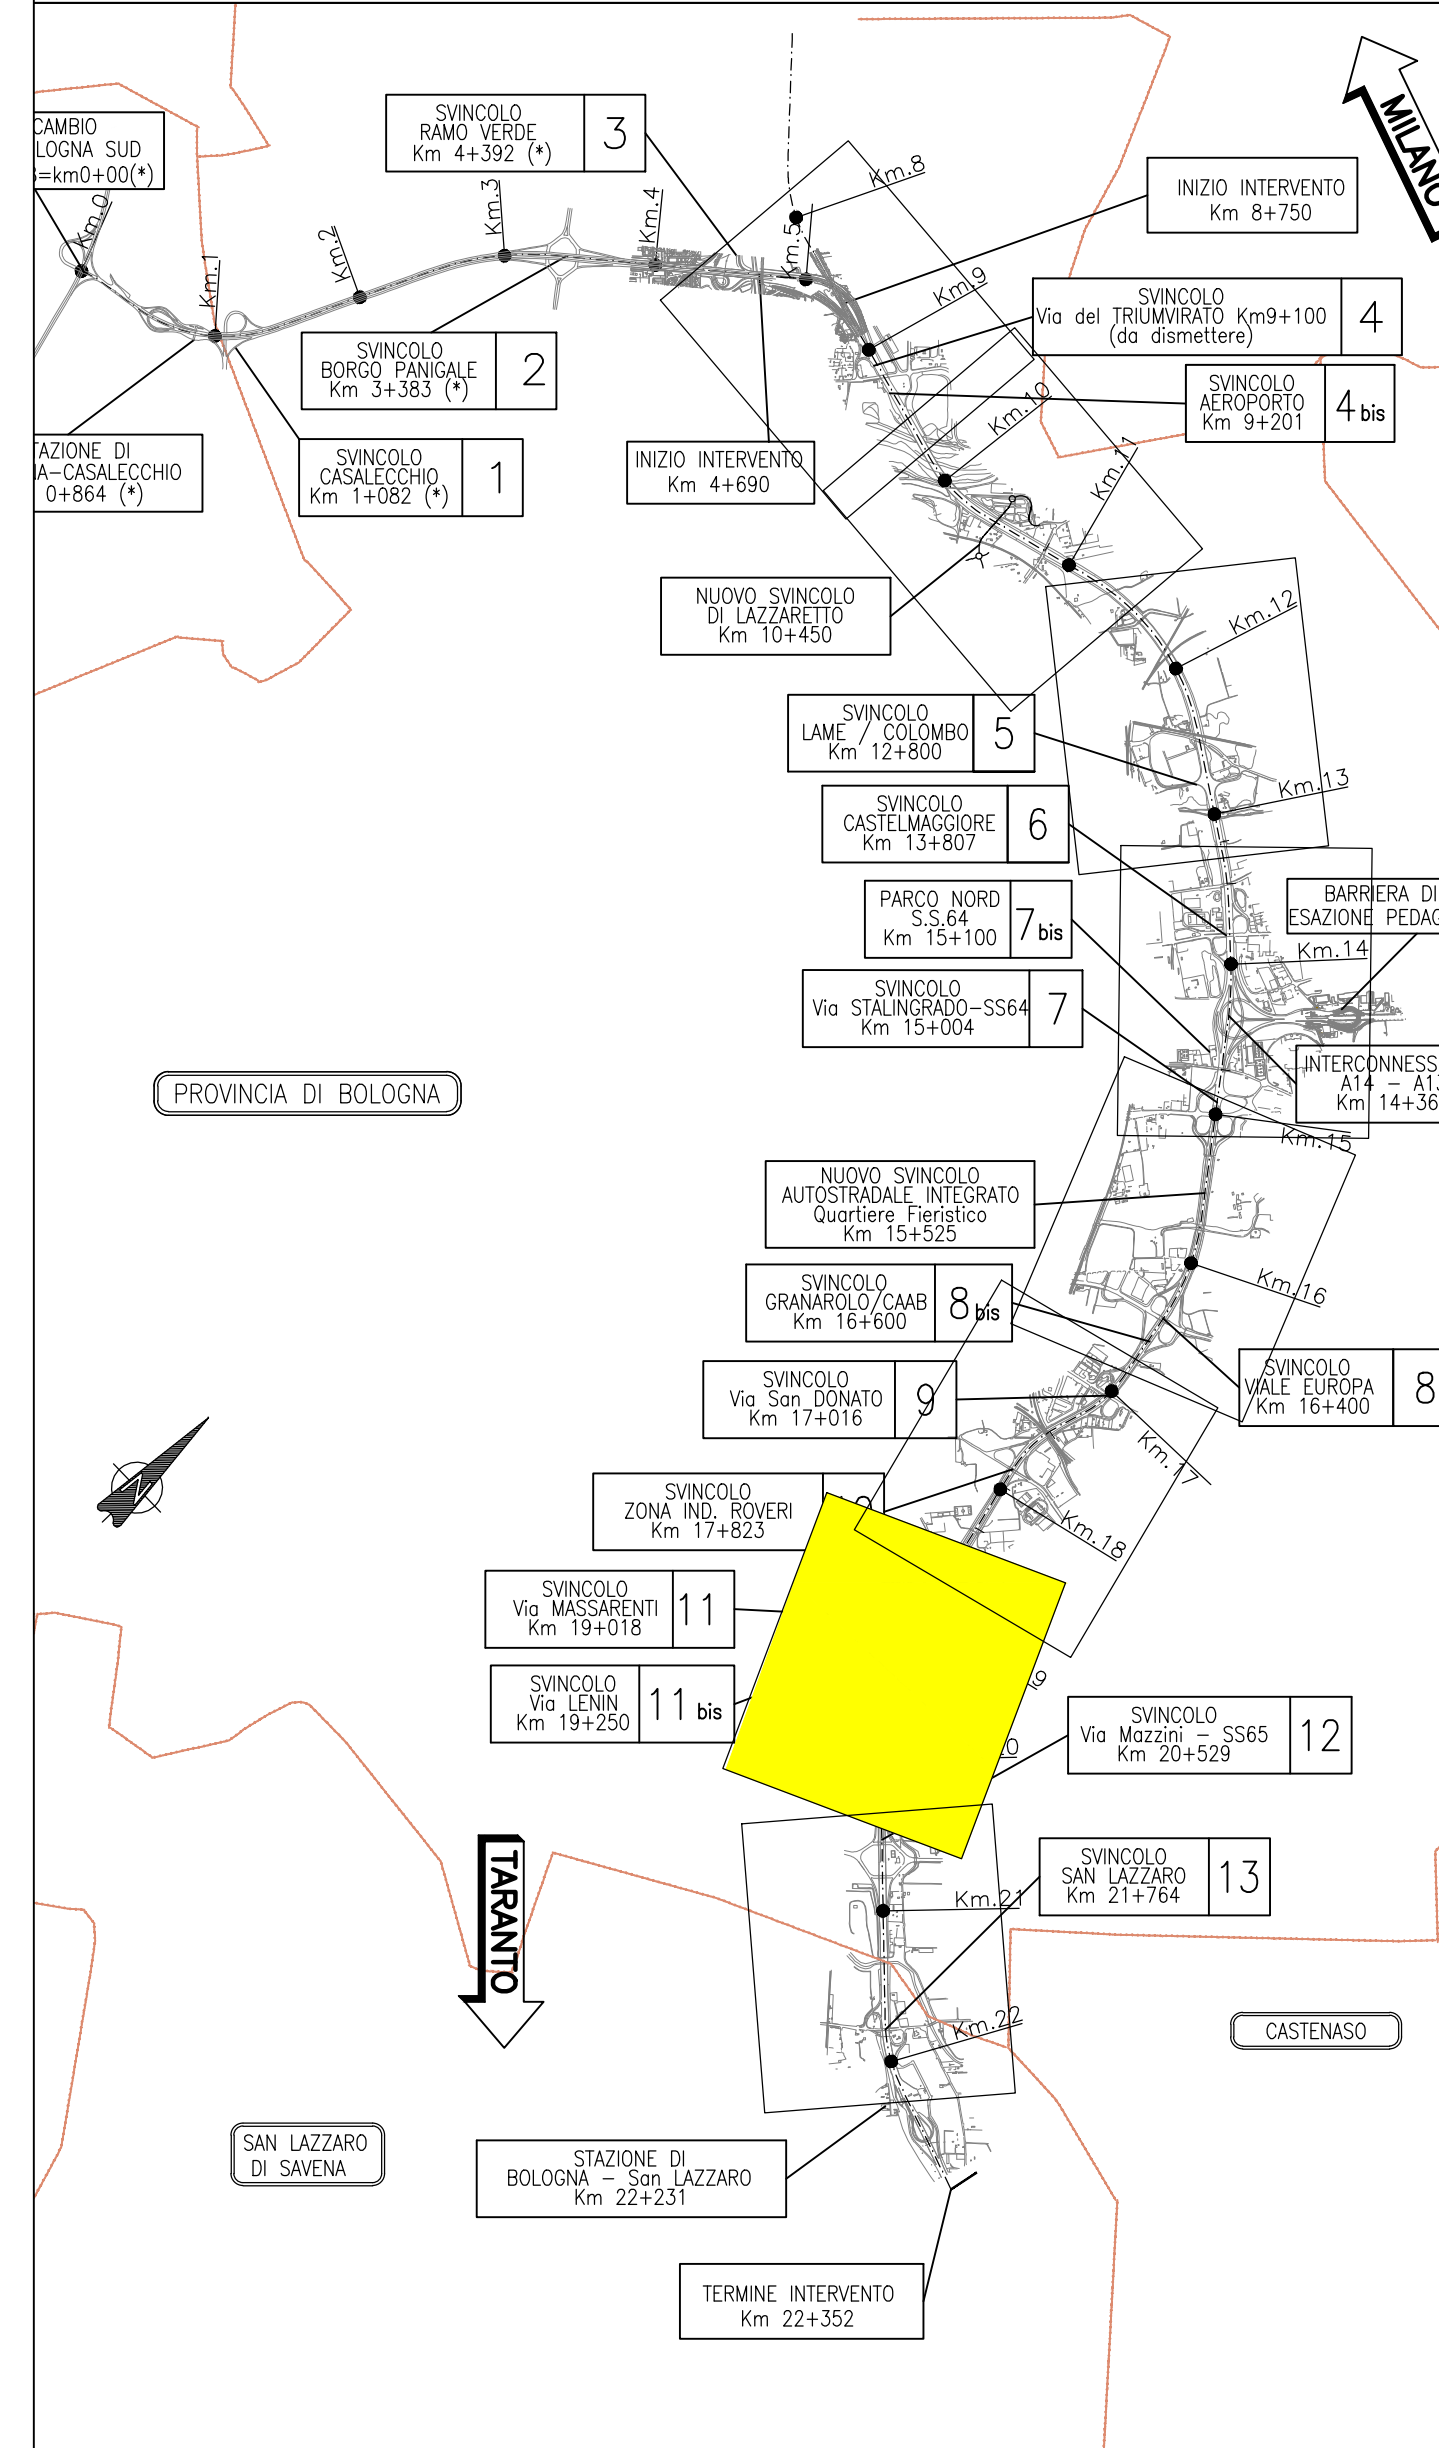 CAMBIO
LOGNA SUD
=km0+00(*)
SVINCOLO
RAMO VERDE
Km 4+392 (*)
3
MILANO
INIZIO INTERVENTO
Km 8+750
Km.0
Km.1
Km.2
Km.3
Km.4
Km.5
Km.8
Km.9
SVINCOLO
Via del TRIUMVIRATO Km9+100
(da dismettere)
4
SVINCOLO
BORGO PANIGALE
Km 3+383 (*)
2
SVINCOLO
AEROPORTO
Km 9+201
4 bis
Km.10
TAZIONE DI
A-CASALECCHIO
0+864 (*)
SVINCOLO
CASALECCHIO
Km 1+082 (*)
1
INIZIO INTERVENTO
Km 4+690
Km.11
NUOVO SVINCOLO
DI LAZZARETTO
Km 10+450
Km.12
SVINCOLO
LAME / COLOMBO
Km 12+800
5
Km.13
SVINCOLO
CASTELMAGGIORE
Km 13+807
6
PARCO NORD
S.S.64
Km 15+100
7 bis
BARRIERA DI
ESAZIONE PEDAG
Km.14
SVINCOLO
Via STALINGRADO-SS64
Km 15+004
7
INTERCONNESS
A14 - A13
Km 14+36
PROVINCIA DI BOLOGNA
Km.15
NUOVO SVINCOLO
AUTOSTRADALE INTEGRATO
Quartiere Fieristico
Km 15+525
SVINCOLO
GRANAROLO/CAAB
Km 16+600
8 bis
Km.16
SVINCOLO
Via San DONATO
Km 17+016
9
SVINCOLO
VIALE EUROPA
Km 16+400
8
Km.17
N
SVINCOLO
ZONA IND. ROVERI
Km 17+823
Km.18
SVINCOLO
Via MASSARENTI
Km 19+018
11
SVINCOLO
Via LENIN
Km 19+250
11 bis
9
0
SVINCOLO
Via Mazzini - SS65
Km 20+529
12
TARANTO
SVINCOLO
SAN LAZZARO
Km 21+764
13
Km.21
Km.22
CASTENASO
SAN LAZZARO
DI SAVENA
STAZIONE DI
BOLOGNA - San LAZZARO
Km 22+231
TERMINE INTERVENTO
Km 22+352